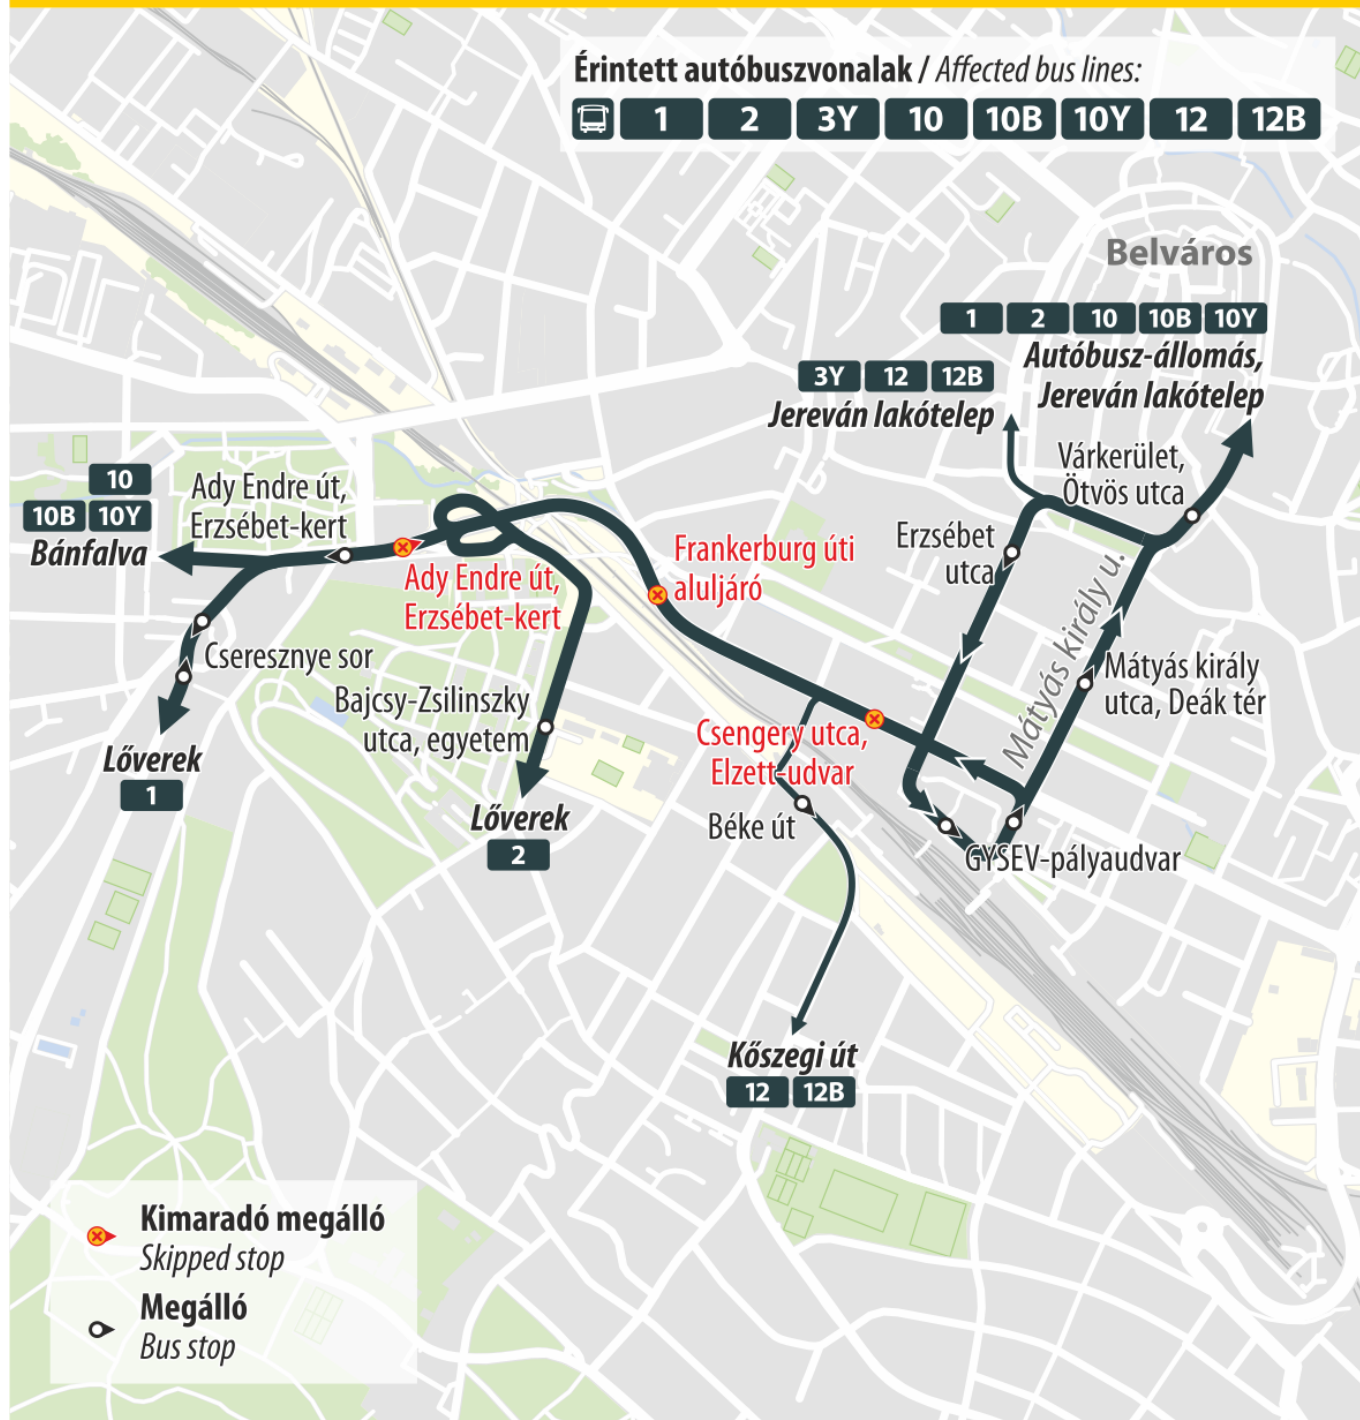 Érintett autóbuszvonalak / Affected bus lines:
1 2 3Y 10 10B 10Y 12 12B
Belváros
1 2 10 10B 10Y
Autóbusz-állomás,
Jereván lakótelep
3Y 12 12B
Jereván lakótelep
Várkerület,
Ötvös utca
10
10B 10Y
Bánfalva
Ady Endre út,
Erzsébet-kert
Erzsébet
utca
Frankerburg úti
aluljáró
Ady Endre út,
Erzsébet-kert
Mátyás király u.
Cseresznye sor
Mátyás király
utca, Deák tér
Bajcsy-Zsilinszky
utca, egyetem
Csengery utca,
Elzett-udvar
Lőverek
1
Lőverek
2
Béke út
GYSEV-pályaudvar
Kőszegi út
12 12B
Kimaradó megálló
Skipped stop
Megálló
Bus stop